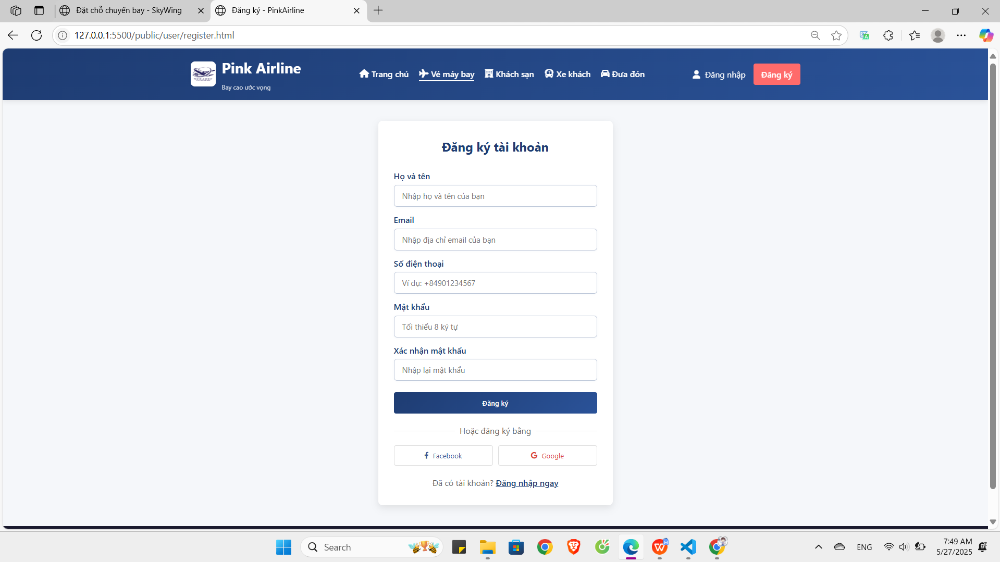 Đặt chỗ chuyến bay - SkyWing
Đăng ký - PinkAirline
127.0.0.1:5500/public/user/register.html
Pink Airline
Bay cao ước vọng
Trang chủ
Vé máy bay
Khách sạn
Xe khách
Đưa đón
Đăng nhập
Đăng ký
Đăng ký tài khoản
Họ và tên
Nhập họ và tên của bạn
Email
Nhập địa chỉ email của bạn
Số điện thoại
Ví dụ: +84901234567
Mật khẩu
Tối thiểu 8 ký tự
Xác nhận mật khẩu
Nhập lại mật khẩu
Đăng ký
Hoặc đăng ký bằng
Facebook
Google
Đã có tài khoản? Đăng nhập ngay
Search
ENG
7:49 AM
5/27/2025